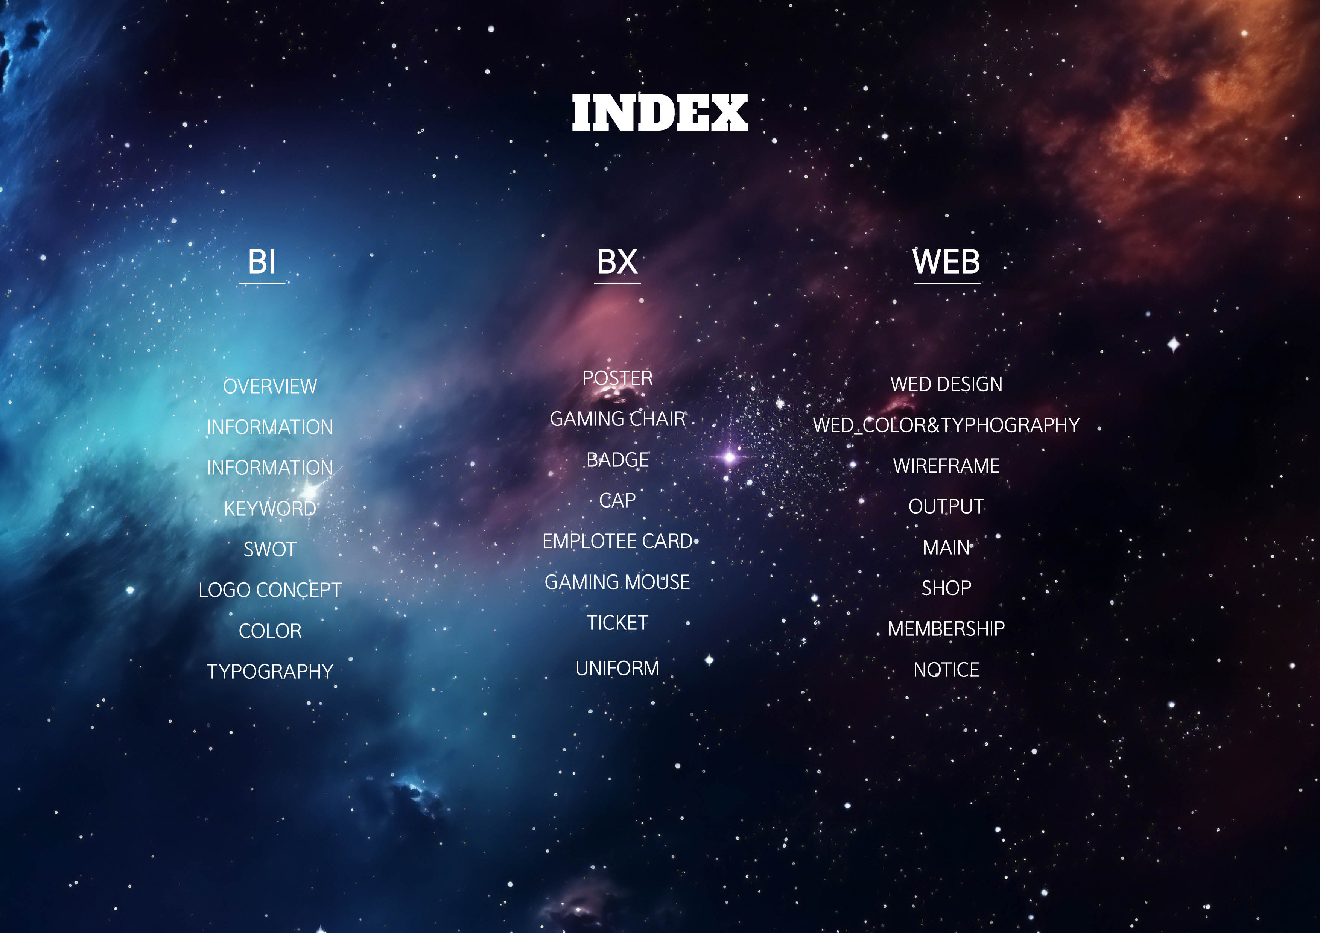 INDEX
BI
OVERVIEW
INFORMATION
INFORMATION
KEYWORD
SWOT
LOGO CONCEPT
COLOR
TYPOGRAPHY
BX
POSTER
GAMING CHAIR
BADGE
CAP
EMPLOTEE CARD
GAMING MOUSE
TICKET
UNIFORM
WEB
WED DESIGN
WED_COLOR&TYPHOGRAPHY
WIREFRAME
OUTPUT
MAIN
SHOP
MEMBERSHIP
NOTICE